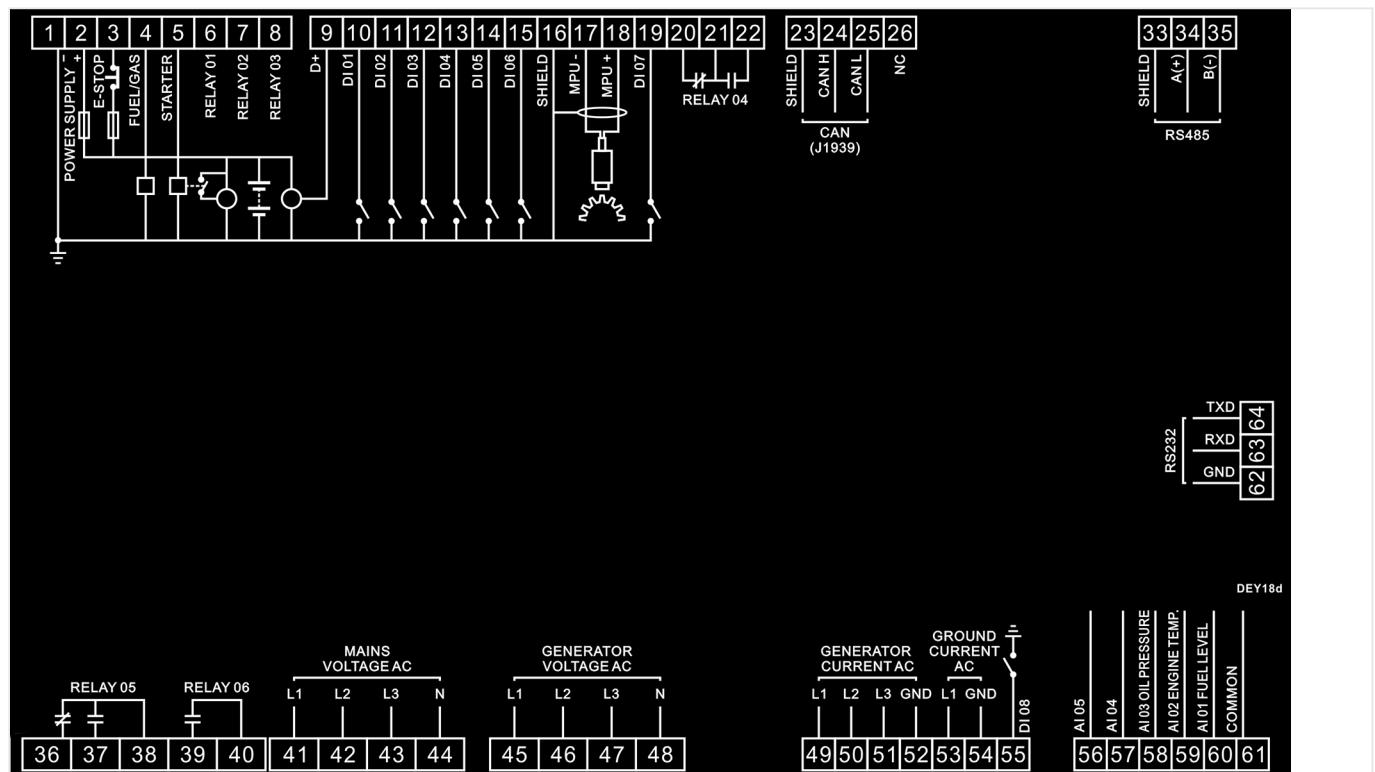 1 2 3 4 5 6 7 8 9 10 11 12 13 14 15 16 17 18 19 20 21 22 23 24 25 26 33 34 35
POWER SUPPLY - +
E-STOP
FUEL/GAS
STARTER
RELAY 01
RELAY 02
RELAY 03
D+
DI 01
DI 02
DI 03
DI 04
DI 05
DI 06
SHIELD
MPU -
MPU +
DI 07
RELAY 04
SHIELD
CAN H
CAN L
NC
CAN
(J1939)
SHIELD
A(+)
B(-)
RS485
RS232
TXD 64
RXD 63
GND 62
DEY18d
RELAY 05
RELAY 06
MAINS
VOLTAGE AC
L1 L2 L3 N
GENERATOR
VOLTAGE AC
L1 L2 L3 N
GENERATOR
CURRENT AC
L1 L2 L3 GND
GROUND
CURRENT
AC
L1 GND
DI 08
AI 05
AI 04
AI 03 OIL PRESSURE
AI 02 ENGINE TEMP.
AI 01 FUEL LEVEL
COMMON
36 37 38 39 40 41 42 43 44 45 46 47 48 49 50 51 52 53 54 55 56 57 58 59 60 61